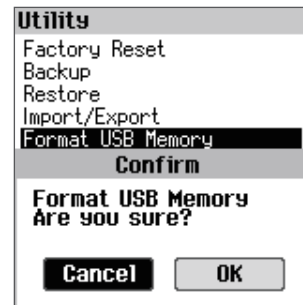 Utility
Factory Reset
Backup
Restore
Import/Export
Format USB Memory
Confirm
Format USB Memory
Are you sure?
Cancel OK